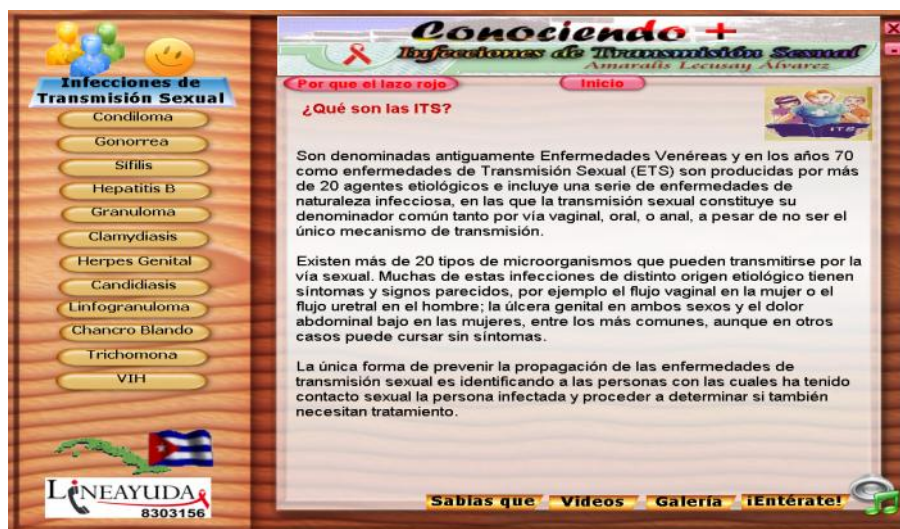 Conociendo +
Infecciones de Transmisión Sexual
Amaralis Lecusay Álvarez
X
-
Infecciones de
Transmisión Sexual
Condiloma
Gonorrea
Sífilis
Hepatitis B
Granuloma
Clamydiasis
Herpes Genital
Candidiasis
Linfogranuloma
Chancro Blando
Trichomona
VIH
LINEAYUDA
8303156
Por que el lazo rojo
Inicio
¿Qué son las ITS?
ITS
Son denominadas antiguamente Enfermedades Venéreas y en los años 70
como enfermedades de Transmisión Sexual (ETS) son producidas por más
de 20 agentes etiológicos e incluye una serie de enfermedades de
naturaleza infecciosa, en las que la transmisión sexual constituye su
denominador común tanto por vía vaginal, oral, o anal, a pesar de no ser el
único mecanismo de transmisión.
Existen más de 20 tipos de microorganismos que pueden transmitirse por la
vía sexual. Muchas de estas infecciones de distinto origen etiológico tienen
síntomas y signos parecidos, por ejemplo el flujo vaginal en la mujer o el
flujo uretral en el hombre; la úlcera genital en ambos sexos y el dolor
abdominal bajo en las mujeres, entre los más comunes, aunque en otros
casos puede cursar sin síntomas.
La única forma de prevenir la propagación de las enfermedades de
transmisión sexual es identificando a las personas con las cuales ha tenido
contacto sexual la persona infectada y proceder a determinar si también
necesitan tratamiento.
Sabias que
Videos
Galería
¡Entérate!